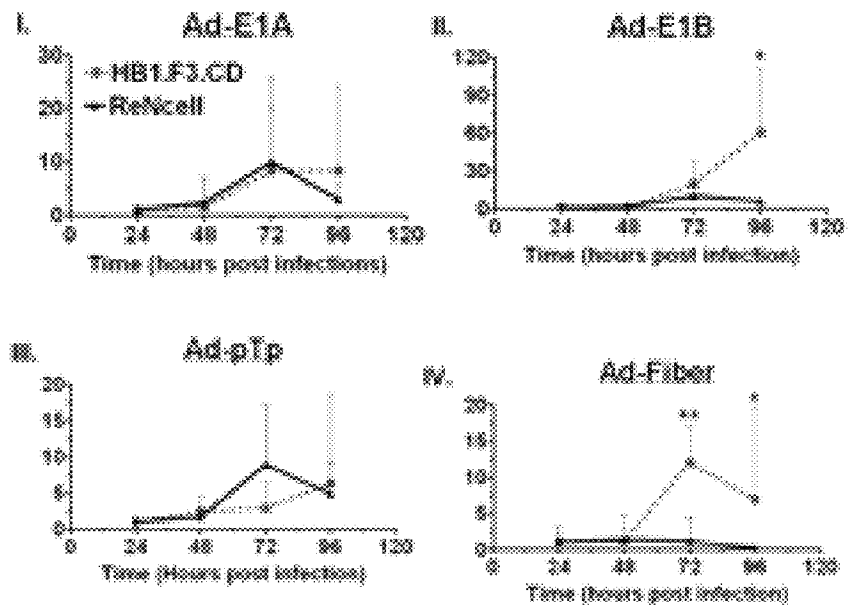 I. Ad-E1A
30
20
10
0
HB1.F3.CD
ReNcell
0 24 48 72 96 120
Time (hours post infections)
II. Ad-E1B
120
90
60
30
0
*
0 24 48 72 96 120
Time (hours post infection)
III. Ad-pTp
20
15
10
5
0
0 24 48 72 96 120
Time (Hours post infection)
IV. Ad-Fiber
20
15
10
5
0
**
*
0 24 48 72 96 120
Time (hours post infection)